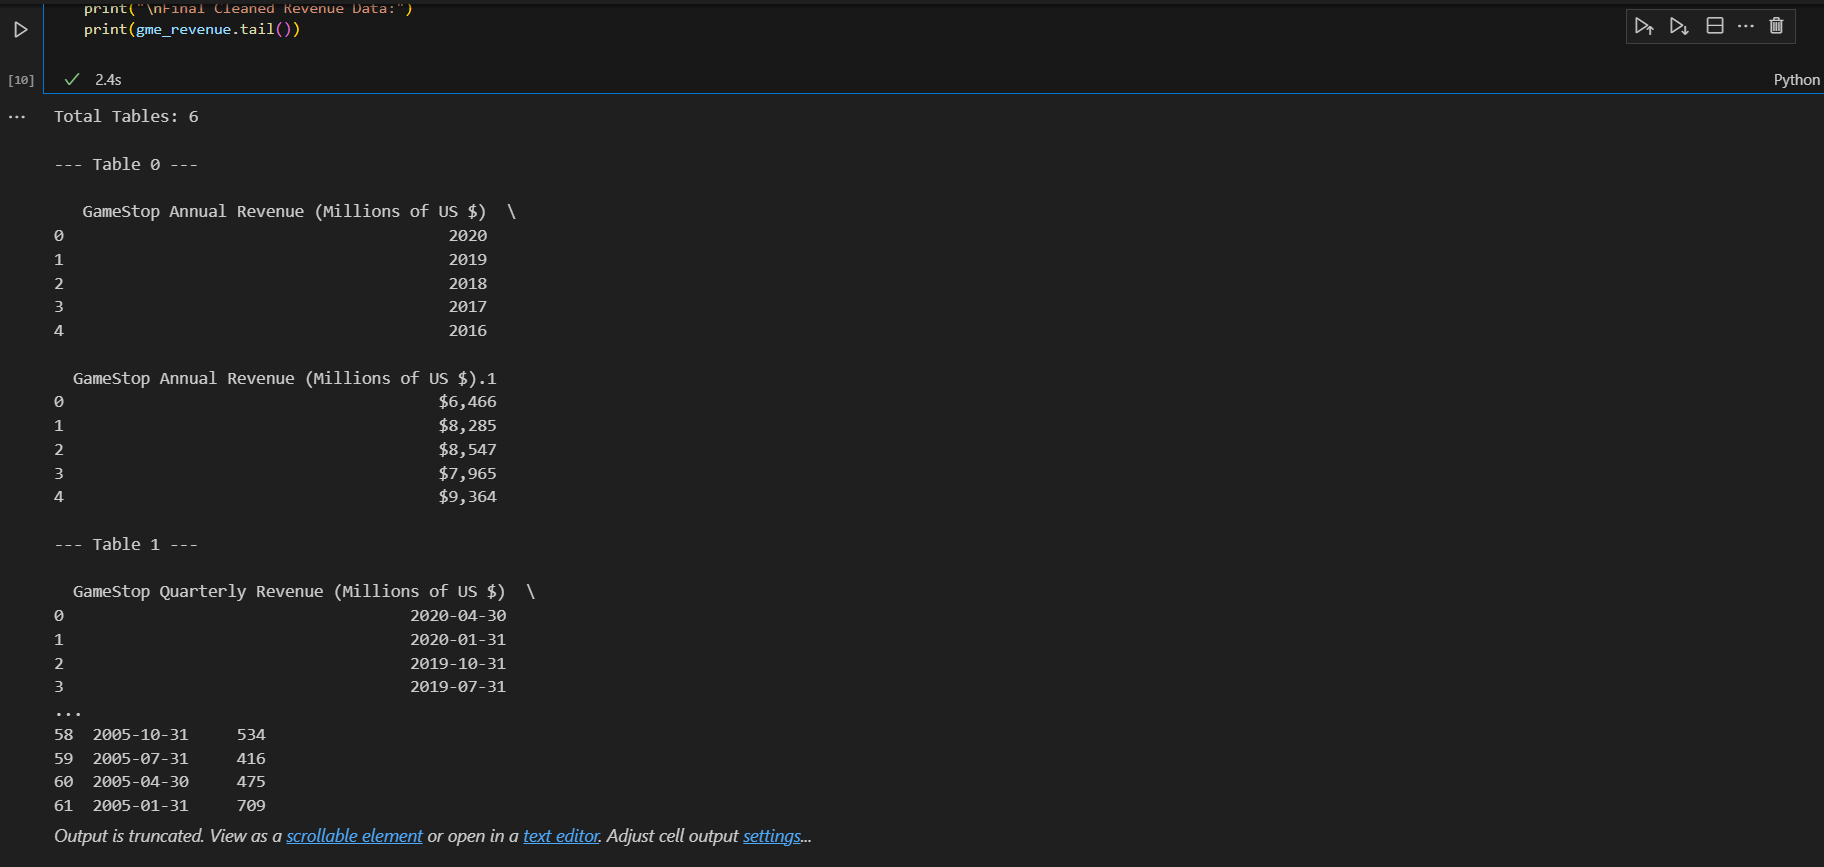 print("\nFinal Cleaned Revenue Data:")
print(gme_revenue.tail())
[10]
2.4s
Python
Total Tables: 6
--- Table 0 ---
GameStop Annual Revenue (Millions of US $)  \
0 2020
1 2019
2 2018
3 2017
4 2016
GameStop Annual Revenue (Millions of US $).1
0 $6,466
1 $8,285
2 $8,547
3 $7,965
4 $9,364
--- Table 1 ---
GameStop Quarterly Revenue (Millions of US $)  \
0 2020-04-30
1 2020-01-31
2 2019-10-31
3 2019-07-31
...
58 2005-10-31 534
59 2005-07-31 416
60 2005-04-30 475
61 2005-01-31 709
Output is truncated. View as a scrollable element or open in a text editor. Adjust cell output settings...